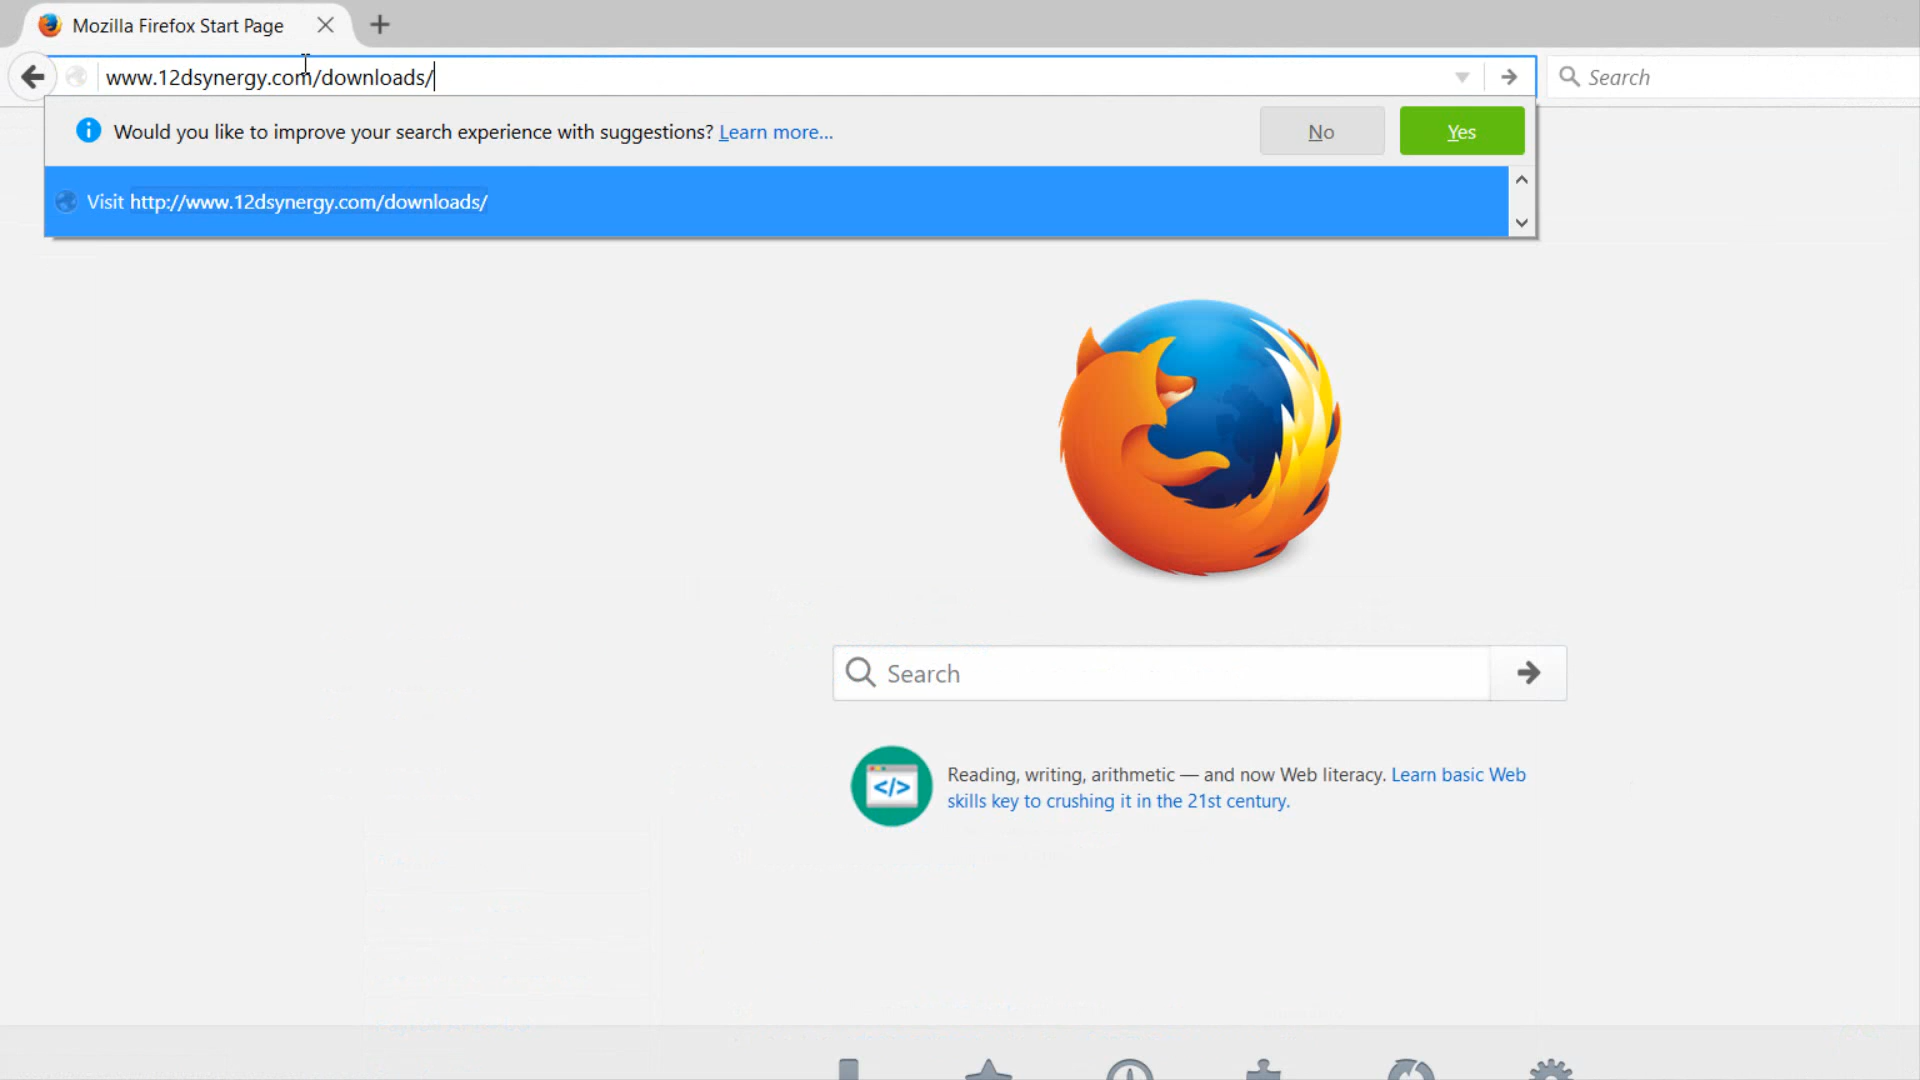 Mozilla Firefox Start Page
www.12dsynergy.com/downloads/
Search
Would you like to improve your search experience with suggestions? Learn more...
No
Yes
Visit http://www.12dsynergy.com/downloads/
Search
</>
Reading, writing, arithmetic — and now Web literacy. Learn basic Web
skills key to crushing it in the 21st century.